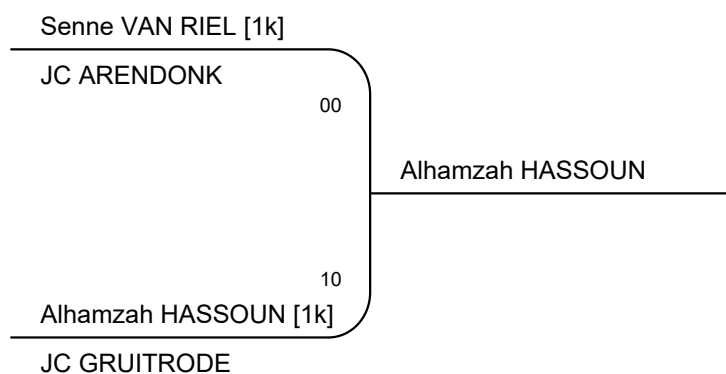 Senne VAN RIEL [1k]
JC ARENDONK
00
Alhamzah HASSOUN
10
Alhamzah HASSOUN [1k]
JC GRUITRODE